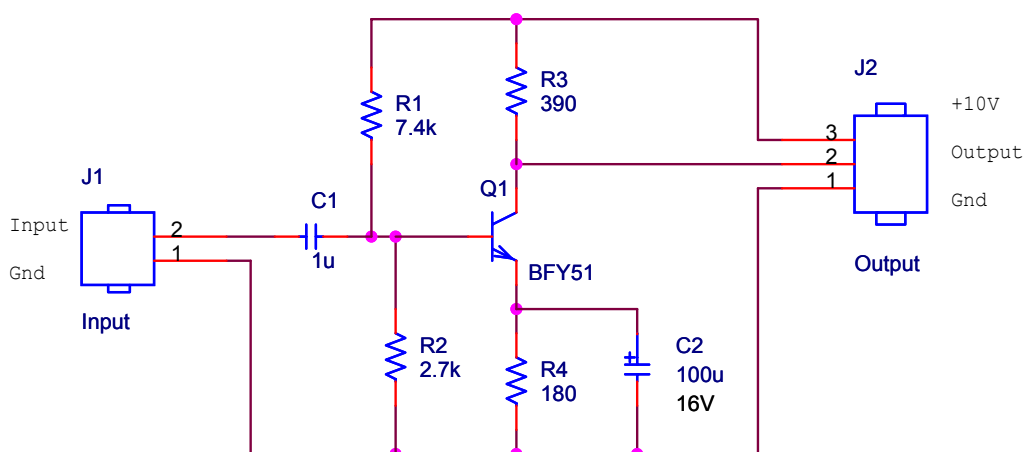 R3
390
R1
7.4k
J2
+10V
3
Output
2
1
Gnd
J1
C1
Q1
Input
2
1
1u
Gnd
BFY51
Output
Input
R2
2.7k
R4
180
C2
100u
16V